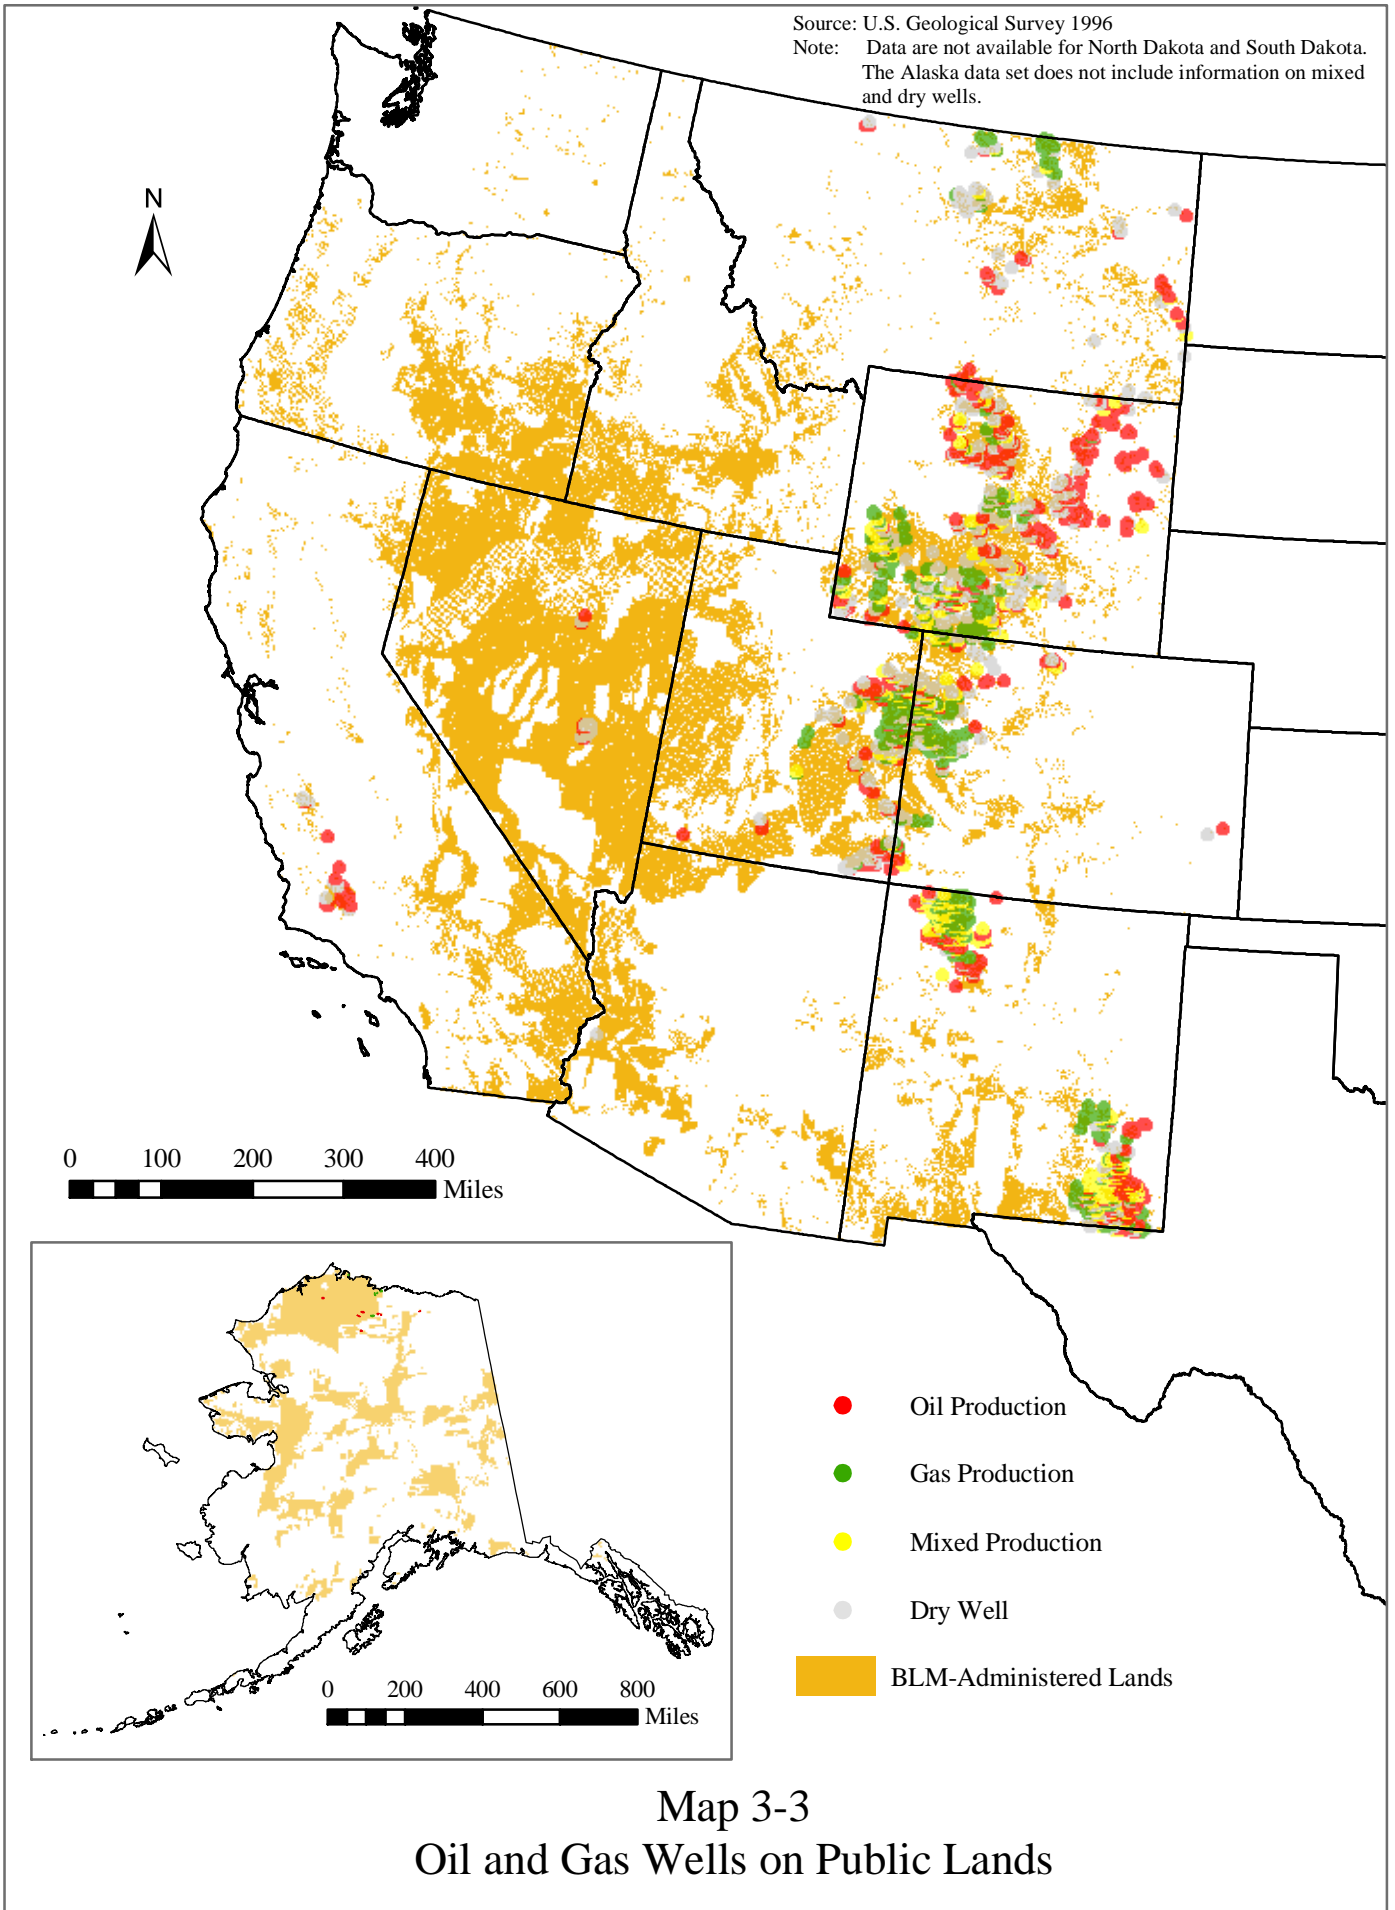 Source: U.S. Geological Survey 1996
Note: Data are not available for North Dakota and South Dakota.
The Alaska data set does not include information on mixed
and dry wells.
N
0 100 200 300 400
Miles
Oil Production
Gas Production
Mixed Production
Dry Well
BLM-Administered Lands
0 200 400 600 800
Miles
Map 3-3
Oil and Gas Wells on Public Lands